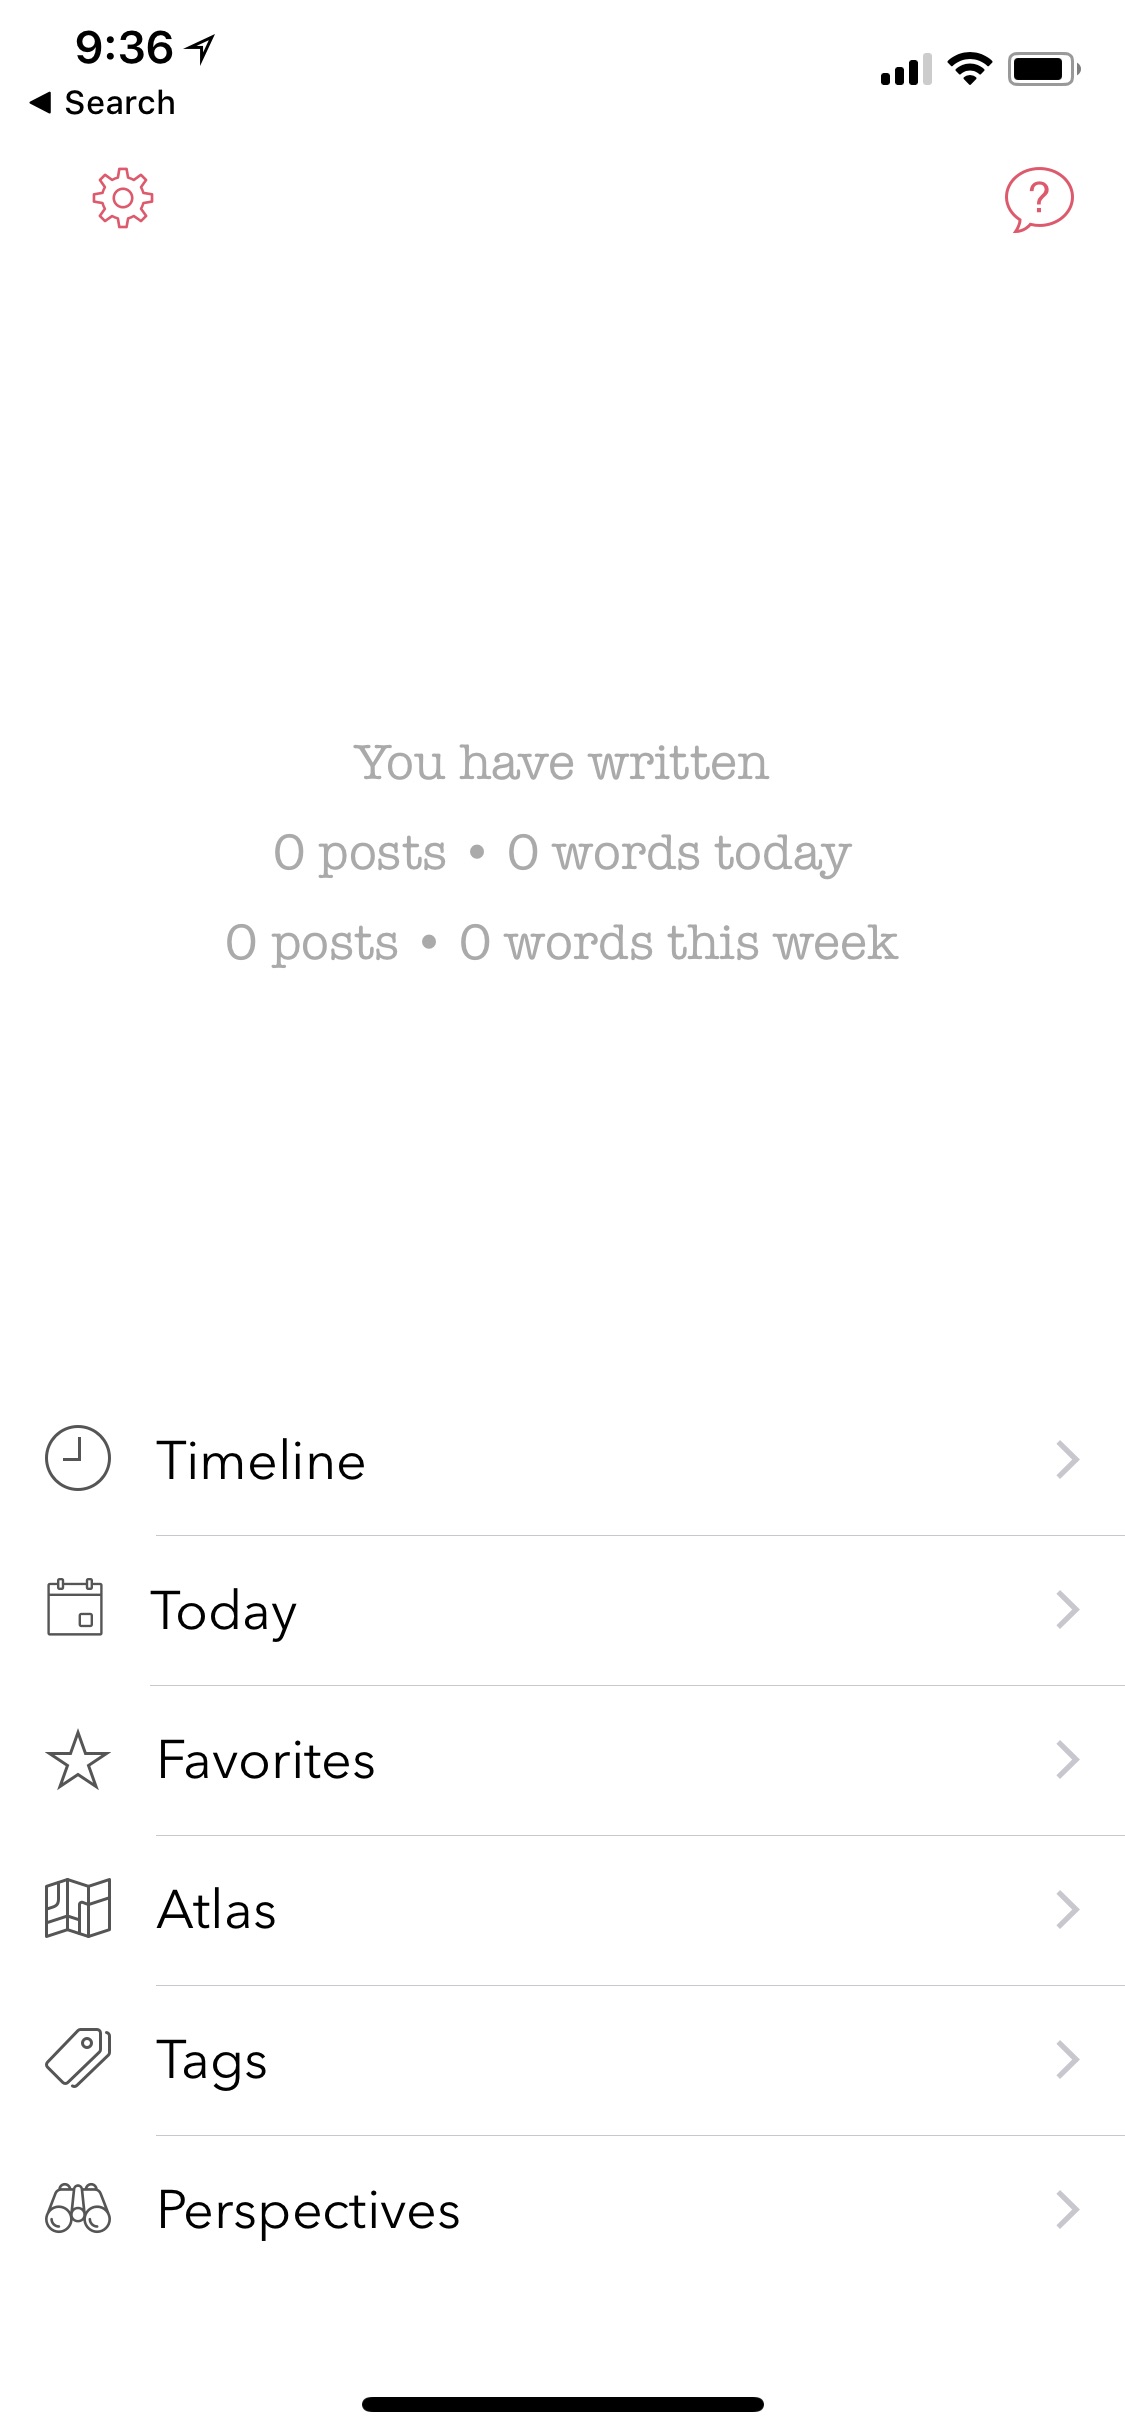 9:36
◀ Search
?
You have written
0 posts • 0 words today
0 posts • 0 words this week
Timeline
Today
Favorites
Atlas
Tags
Perspectives